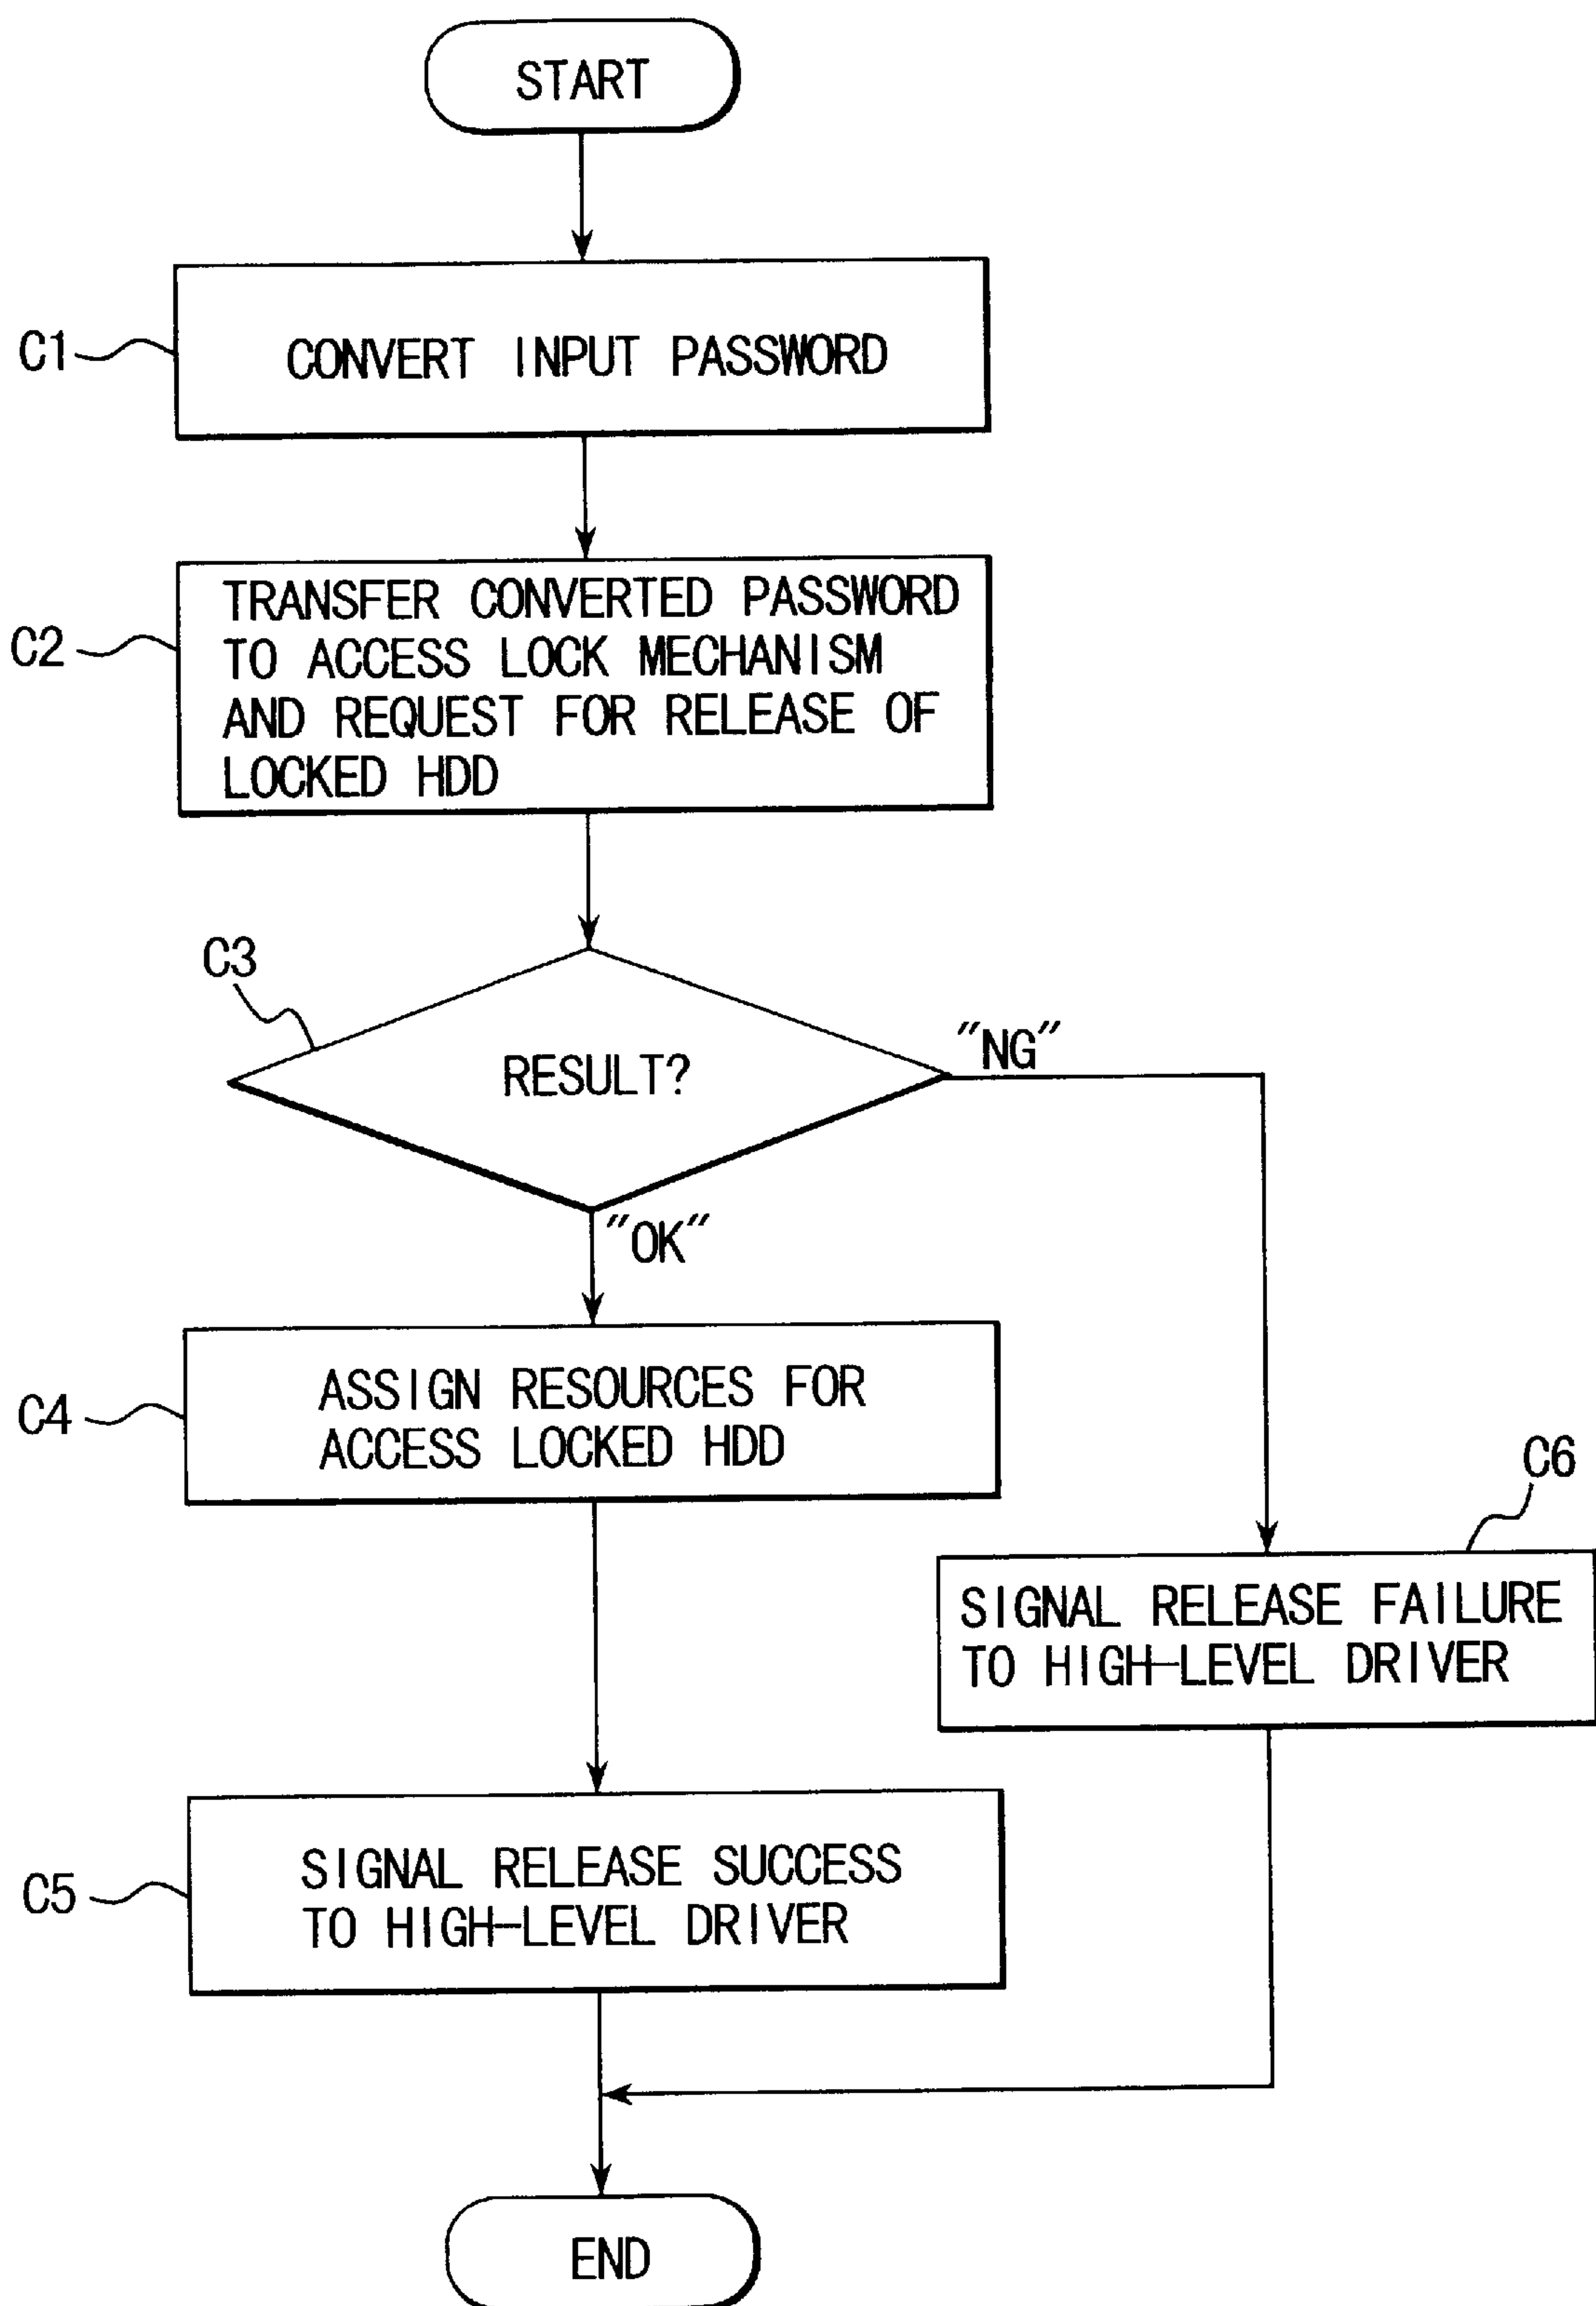 START
C1
CONVERT INPUT PASSWORD
C2
TRANSFER CONVERTED PASSWORD
TO ACCESS LOCK MECHANISM
AND REQUEST FOR RELEASE OF
LOCKED HDD
C3
RESULT?
"NG"
"OK"
C4
ASSIGN RESOURCES FOR
ACCESS LOCKED HDD
C6
SIGNAL RELEASE FAILURE
TO HIGH-LEVEL DRIVER
C5
SIGNAL RELEASE SUCCESS
TO HIGH-LEVEL DRIVER
END